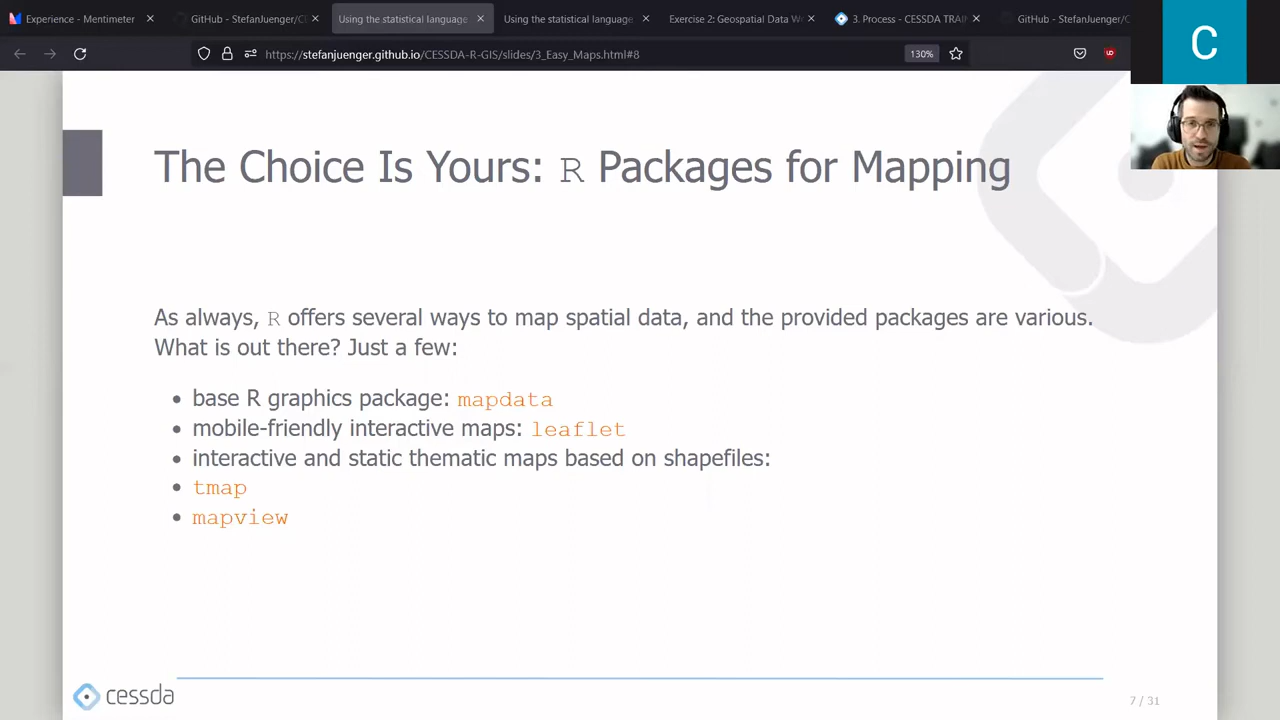 Experience - Mentimeter
GitHub - StefanJuenger/C
Using the statistical language
Using the statistical language
Exercise 2: Geospatial Data W
3. Process - CESSDA TRAI
GitHub - StefanJuenger/C
https://stefanjuenger.github.io/CESSDA-R-GIS/slides/3_Easy_Maps.html#8
130%
C
The Choice Is Yours: R Packages for Mapping
As always, R offers several ways to map spatial data, and the provided packages are various.
What is out there? Just a few:
• base R graphics package: mapdata
• mobile-friendly interactive maps: leaflet
• interactive and static thematic maps based on shapefiles:
• tmap
• mapview
cessda
7 / 31